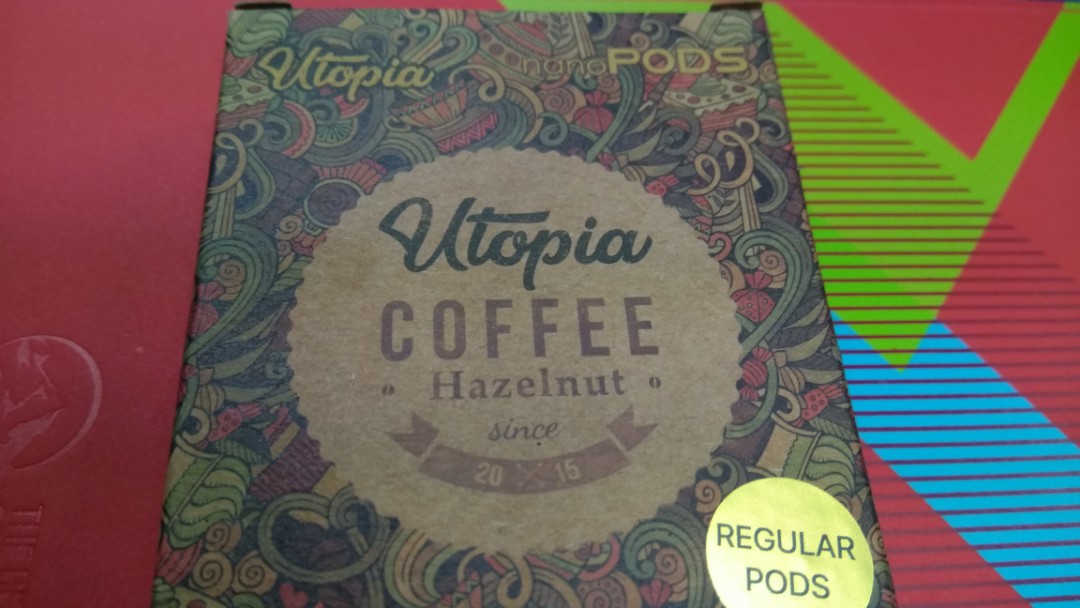 Utopia
nanoPODS
Utopia
COFFEE
Hazelnut
since
20 15
REGULAR
PODS